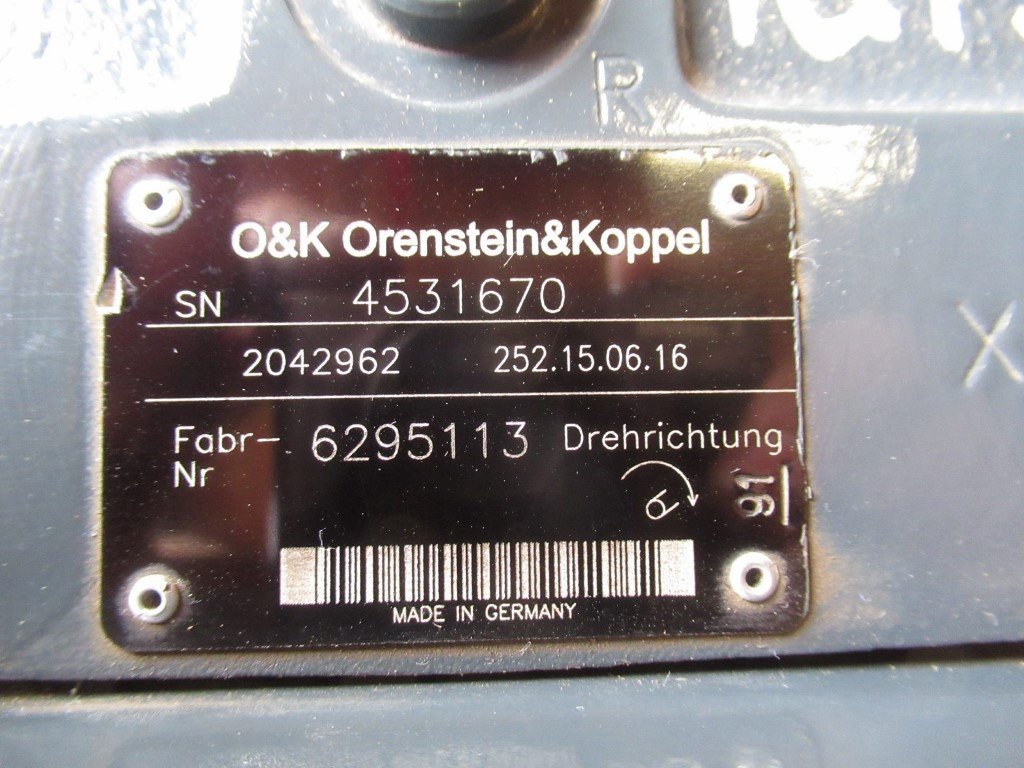 R
O&K Orenstein&Koppel
SN 4531670
2042962 252.15.06.16
Fabr-Nr 6295113 Drehrichtung
91
MADE IN GERMANY
X